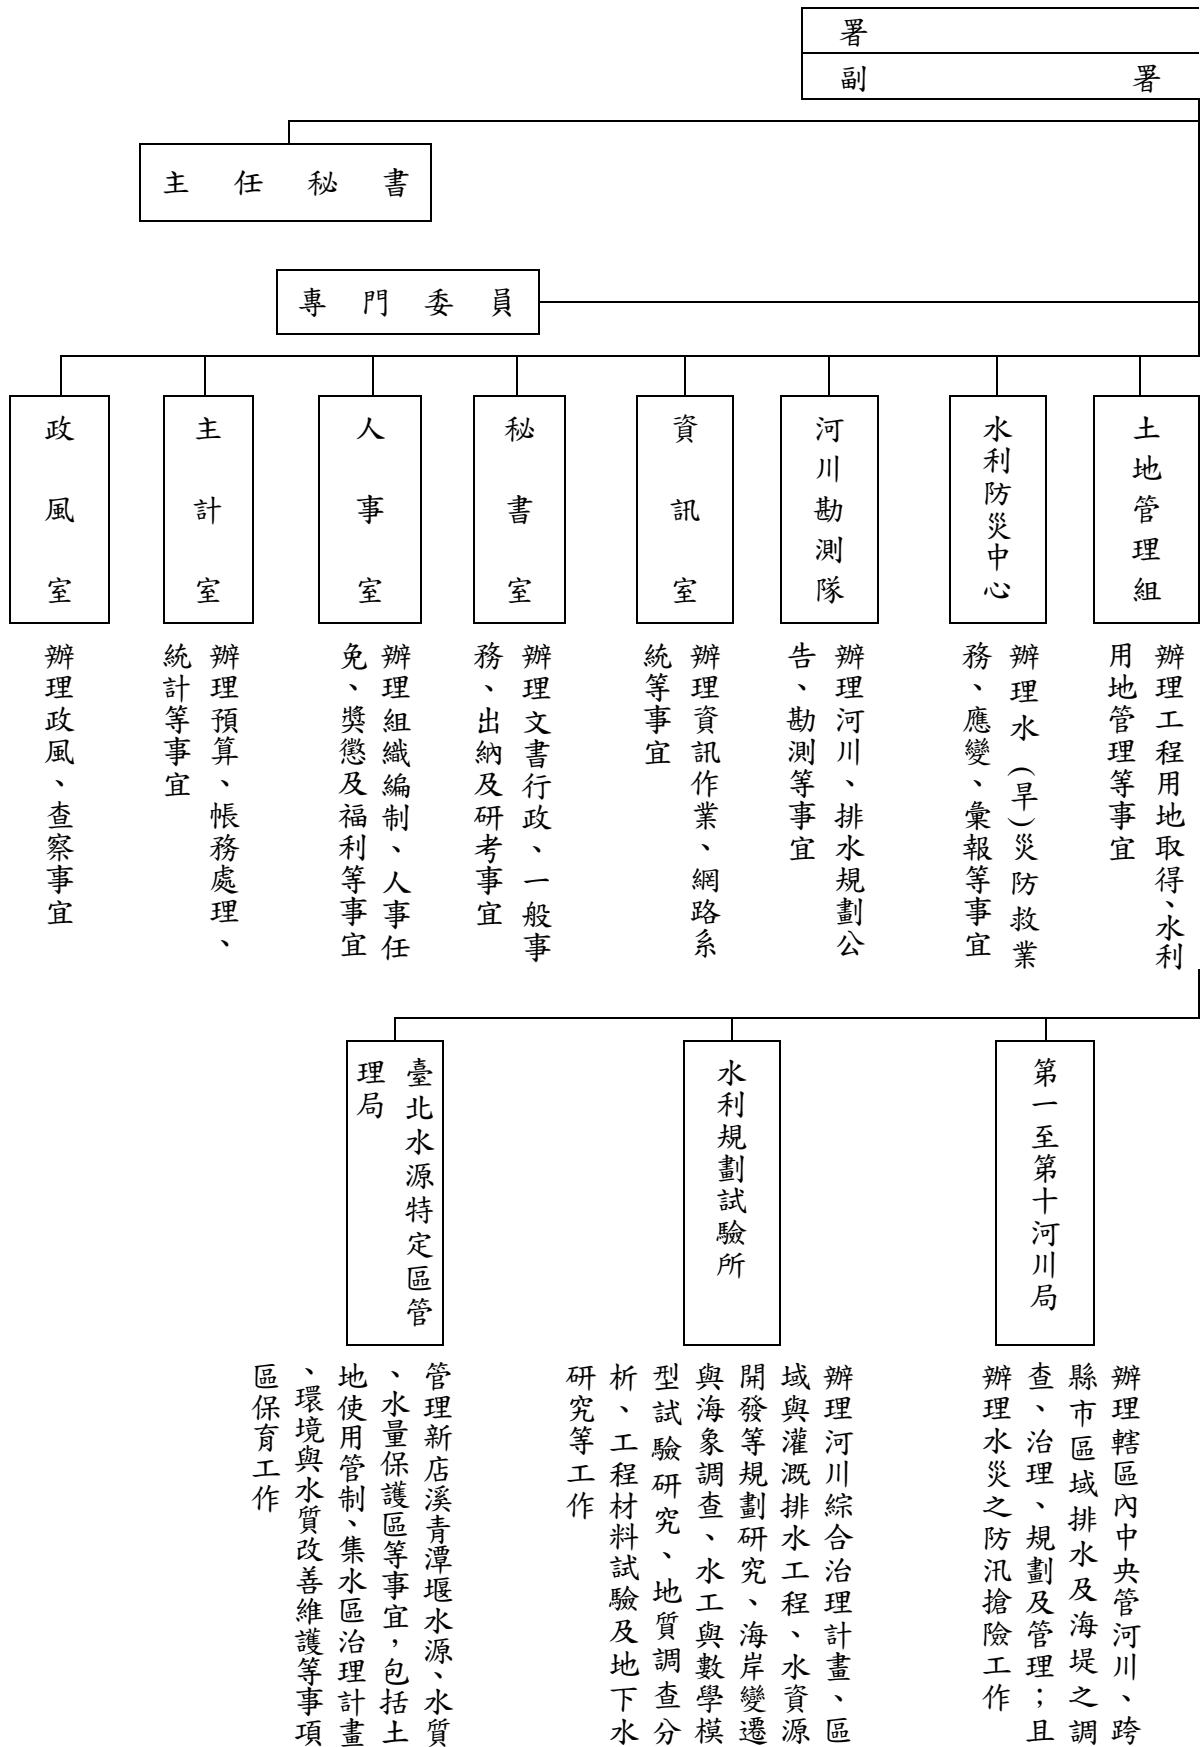 署
副署
主任秘書
專門委員
土地管理組
辦理工程用地取得、水利
用地管理等事宜
水利防災中心
辦理水(旱)災防救業
務、應變、彙報等事宜
河川勘測隊
辦理河川、排水規劃公
告、勘測等事宜
資訊室
辦理資訊作業、網路系
統等事宜
秘書室
辦理文書行政、一般事
務、出納及研考事宜
人事室
辦理組織編制、人事任
免、獎懲及福利等事宜
主計室
辦理預算、帳務處理、
統計等事宜
政風室
辦理政風、查察事宜
第一至第十河川局
辦理轄區內中央管河川、跨
縣市區域排水及海堤之調
查、治理、規劃及管理；且
辦理水災之防汛搶險工作
水利規劃試驗所
辦理河川綜合治理計畫、區
域與灌溉排水工程、水資源
開發等規劃研究、海岸變遷
與海象調查、水工與數學模
型試驗研究、地質調查分
析、工程材料試驗及地下水
研究等工作
臺北水源特定區管
理局
管理新店溪青潭堰水源、水質
、水量保護區等事宜，包括土
地使用管制、集水區治理計畫
、環境與水質改善維護等事項
區保育工作